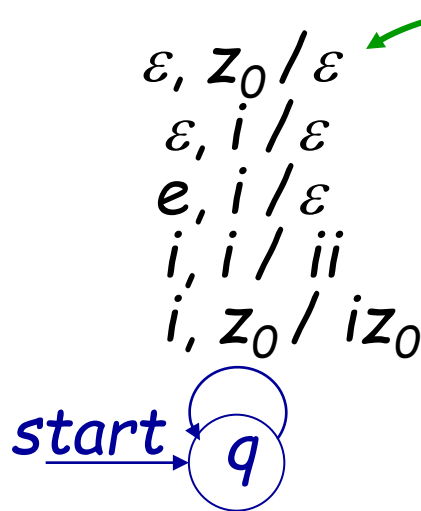 ε, z₀ / ε
ε, i / ε
e, i / ε
i, i / ii
i, z₀ / iz₀
start
q